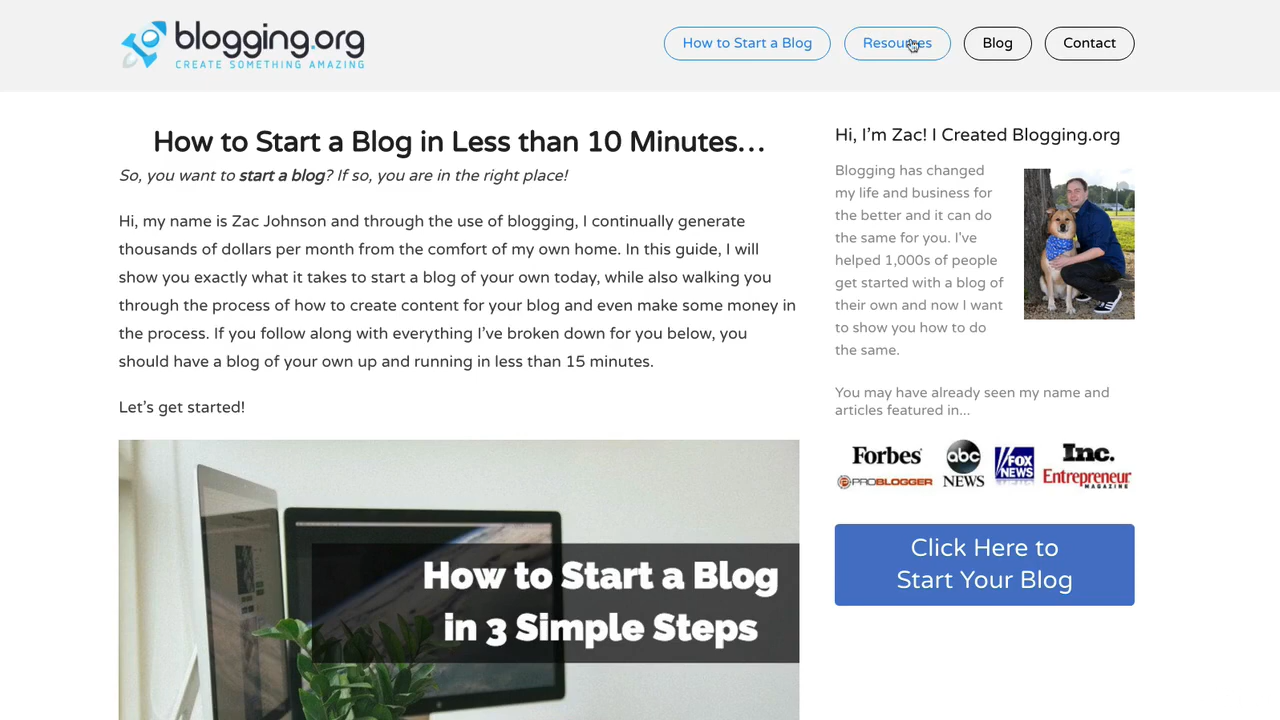 blogging.org
CREATE SOMETHING AMAZING
How to Start a Blog
Resources
Blog
Contact
How to Start a Blog in Less than 10 Minutes…
So, you want to start a blog? If so, you are in the right place!
Hi, my name is Zac Johnson and through the use of blogging, I continually generate
thousands of dollars per month from the comfort of my own home. In this guide, I will
show you exactly what it takes to start a blog of your own today, while also walking you
through the process of how to create content for your blog and even make some money in
the process. If you follow along with everything I’ve broken down for you below, you
should have a blog of your own up and running in less than 15 minutes.
Let’s get started!
How to Start a Blog
in 3 Simple Steps
Hi, I’m Zac! I Created Blogging.org
Blogging has changed
my life and business for
the better and it can do
the same for you. I've
helped 1,000s of people
get started with a blog of
their own and now I want
to show you how to do
the same.
You may have already seen my name and
articles featured in...
Forbes
PROBLOGGER
abc
NEWS
FOX
NEWS
Inc.
Entrepreneur
MAGAZINE
Click Here to
Start Your Blog